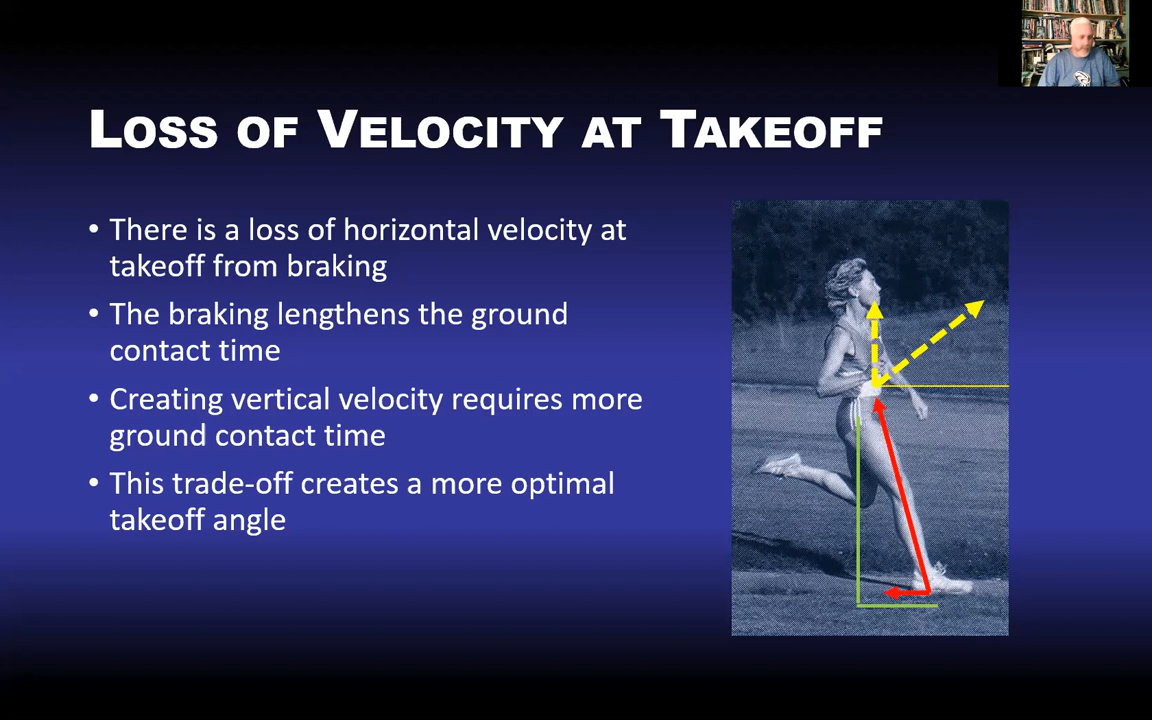 LOSS OF VELOCITY AT TAKEOFF
• There is a loss of horizontal velocity at
takeoff from braking
• The braking lengthens the ground
contact time
• Creating vertical velocity requires more
ground contact time
• This trade-off creates a more optimal
takeoff angle